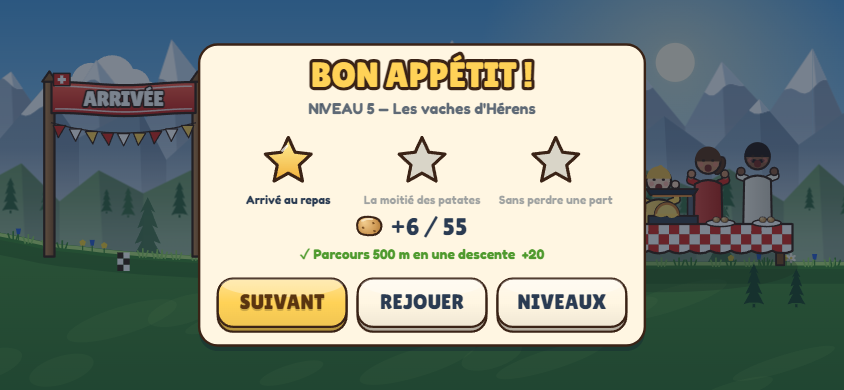 BON APPÉTIT !
NIVEAU 5 – Les vaches d'Hérens
ARRIVÉE
Arrivé au repas
La moitié des patates
Sans perdre une part
+6 / 55
✓ Parcours 500 m en une descente +20
SUIVANT
REJOUER
NIVEAUX